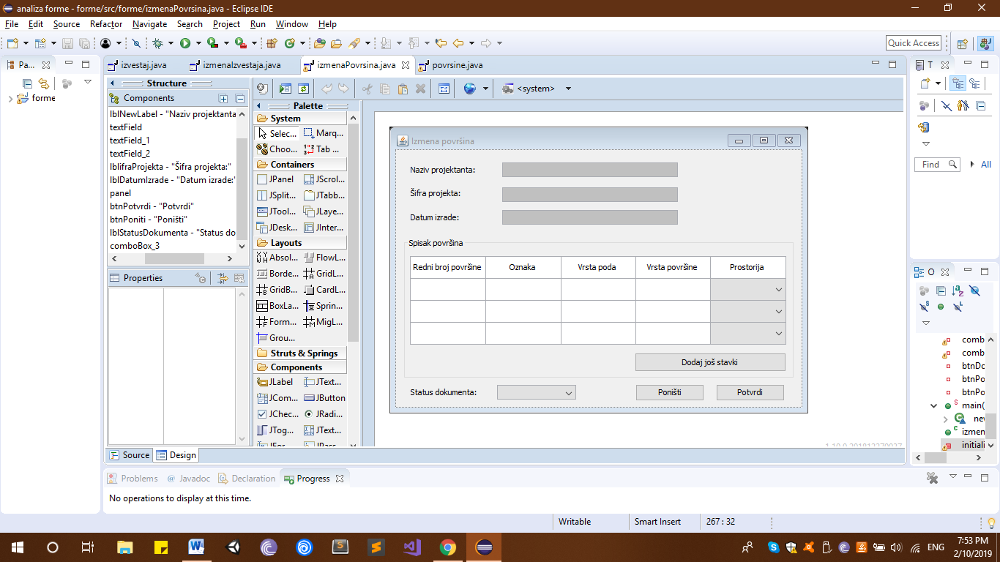 analiza forme - forme/src/forme/izmenaPovrsina.java - Eclipse IDE
File Edit Source Refactor Navigate Search Project Run Window Help
Quick Access
Pa...
forme
izvestaj.java
izmenaIzvestaja.java
izmenaPovrsina.java
povrsine.java
Structure
Components
lblNewLabel - "Naziv projektanta
textField
textField_1
textField_2
lblifraProjekta - "Šifra projekta:"
lblDatumIzrade - "Datum izrade:"
panel
btnPotvrdi - "Potvrdi"
btnPoniti - "Poništi"
lblStatusDokumenta - "Status do
comboBox_3
Properties
<system>
Palette
System
Selec... Marq...
Choo... Tab ...
Containers
JPanel JScrol...
JSplit... JTabb...
JTool... JLaye...
JDesk... JInter...
Layouts
Absol... FlowL...
Borde... GridL...
GridB... CardL...
BoxLa... Sprin...
Form... MigL...
Grou...
Struts & Springs
Components
JLabel JText...
JCom... JButton
JChec... JRadi...
JTog... JText...
JFor... JPass...
Izmena površina
Naziv projektanta:
Šifra projekta:
Datum izrade:
Spisak površina
Redni broj površine Oznaka Vrsta poda Vrsta površine Prostorija
Dodaj još stavki
Status dokumenta:
Poništi
Potvrdi
Source Design
T
Find
All
O
comb
comb
btnDo
btnPo
btnPo
main(
nev
izmen
initiali
Problems Javadoc Declaration Progress
No operations to display at this time.
Writable Smart Insert 267 : 32
ENG
7:53 PM
2/10/2019